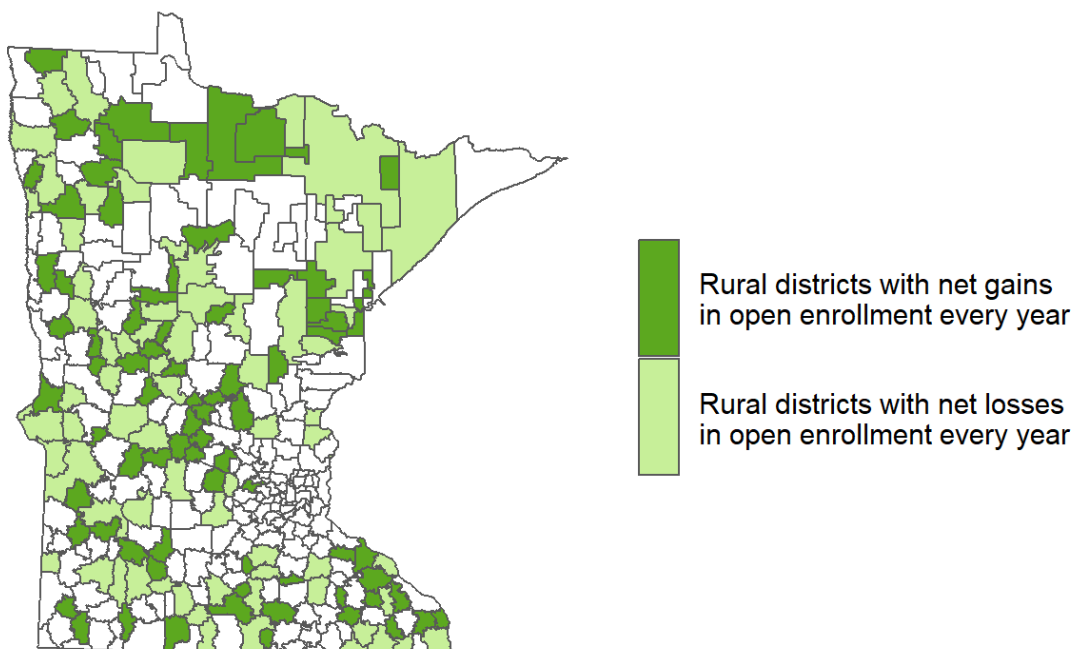 Rural districts with net gains
in open enrollment every year
Rural districts with net losses
in open enrollment every year